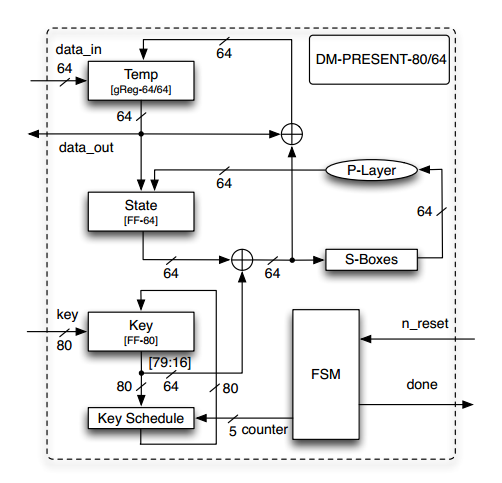 data_in
64
64
DM-PRESENT-80/64
Temp
[gReg-64/64]
64
data_out
64
P-Layer
State
[FF-64]
64
64
64
S-Boxes
key
80
Key
[FF-80]
n_reset
[79:16]
80
64
80
FSM
done
Key Schedule
5
counter